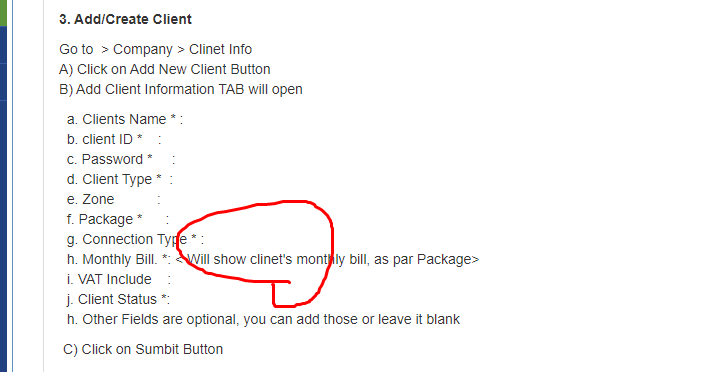 3. Add/Create Client
Go to > Company > Clinet Info
A) Click on Add New Client Button
B) Add Client Information TAB will open
a. Clients Name * :
b. client ID * :
c. Password * :
d. Client Type * :
e. Zone :
f. Package * :
g. Connection Type * :
h. Monthly Bill. *: <Will show clinet's monthly bill, as par Package>
i. VAT Include :
j. Client Status *:
h. Other Fields are optional, you can add those or leave it blank
C) Click on Sumbit Button